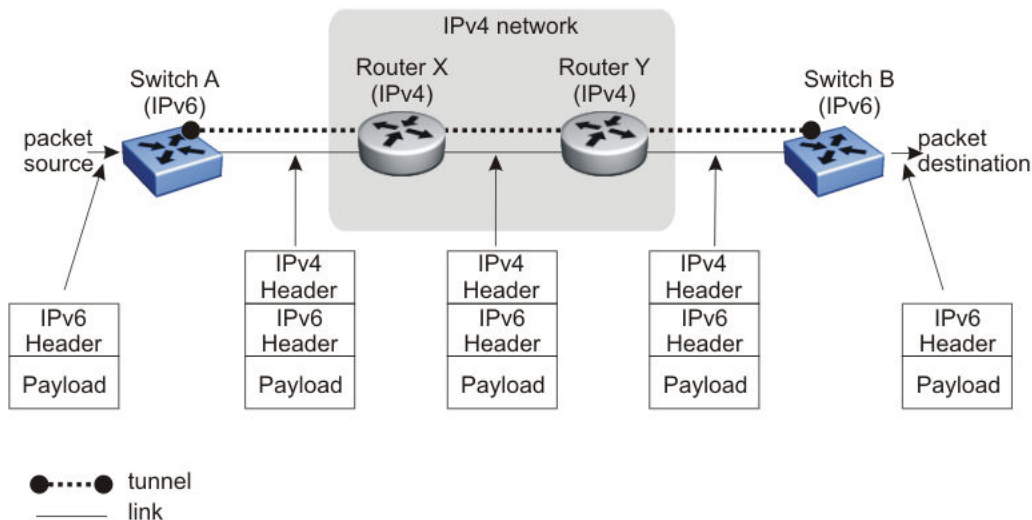 IPv4 network
Switch A
(IPv6)
Router X
(IPv4)
Router Y
(IPv4)
Switch B
(IPv6)
packet
source
packet
destination
IPv6
Header
Payload
IPv4
Header
IPv6
Header
Payload
IPv4
Header
IPv6
Header
Payload
IPv4
Header
IPv6
Header
Payload
IPv6
Header
Payload
tunnel
link